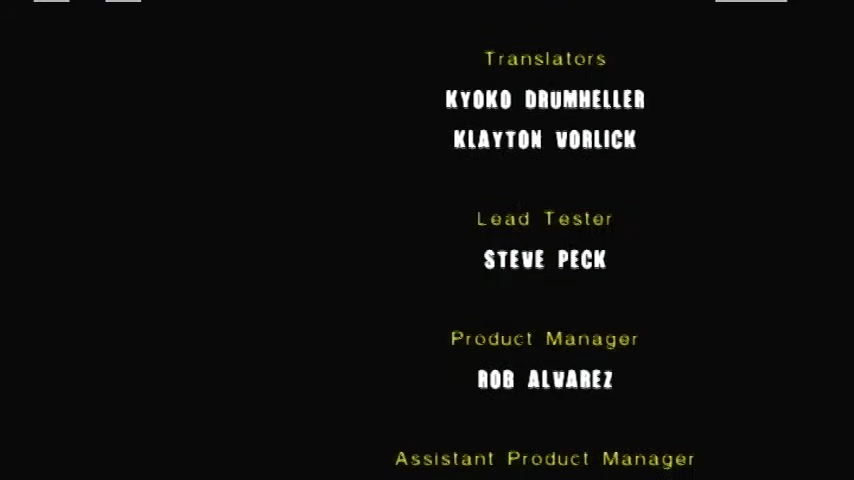 Translators
KYOKO DRUMHELLER
KLAYTON VORLICK
Lead Tester
STEVE PECK
Product Manager
ROB ALVAREZ
Assistant Product Manager